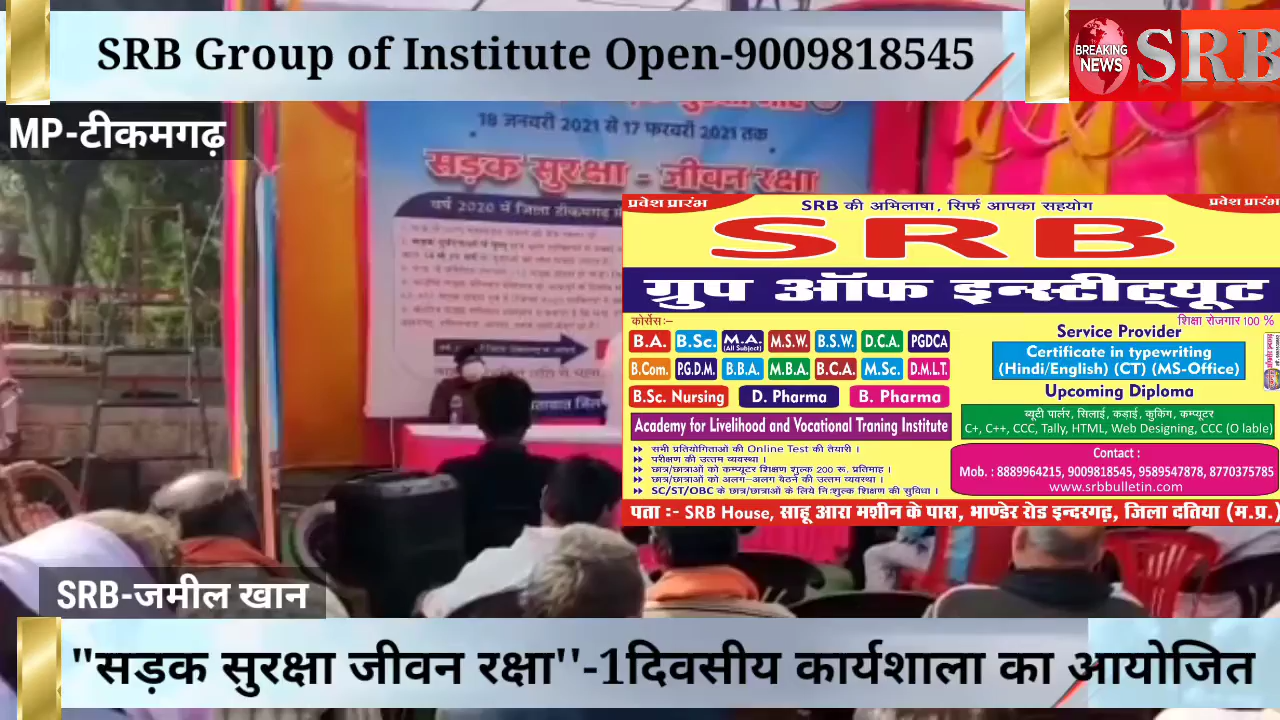 SRB Group of Institute Open-9009818545
BREAKING
NEWS
SRB
MP-टीकमगढ़
18 जनवरी 2021 से 17 फरवरी 2021 तक
सड़क सुरक्षा - जीवन रक्षा
वर्ष 2020 में जिला टीकमगढ़
प्रवेश प्रारंभ
SRB की अभिलाषा, सिर्फ आपका सहयोग
प्रवेश प्रारंभ
SRB
ग्रुप ऑफ इन्स्टीट्यूट
कोर्सेस:-
शिक्षा रोजगार 100 %
B.A. B.Sc. M.A. (All Subject) M.S.W. B.S.W. D.C.A. PGDCA
B.Com. P.G.D.M. B.B.A. M.B.A. B.C.A. M.Sc. D.M.L.T.
B.Sc. Nursing D. Pharma B. Pharma
Academy for Livelihood and Vocational Traning Institute
सभी प्रतियोगिताओं की Online Test की तैयारी ।
परीक्षण की उत्तम व्यवस्था ।
छात्र/छात्राओं को कम्प्यूटर शिक्षण शुल्क 200 रू. प्रतिमाह ।
छात्र/छात्राओं को अलग-अलग बैठने की उत्तम व्यवस्था ।
SC/ST/OBC के छात्र/छात्राओं के लिये निःशुल्क शिक्षण की सुविधा ।
Service Provider
Certificate in typewriting
(Hindi/English) (CT) (MS-Office)
Upcoming Diploma
ब्यूटी पार्लर, सिलाई, कड़ाई, कूकिंग, कम्प्यूटर
C+, C++, CCC, Tally, HTML, Web Designing, CCC (O lable)
Contact :
Mob. : 8889964215, 9009818545, 9589547878, 8770375785
www.srbbulletin.com
पता :- SRB House, साहू आरा मशीन के पास, भाण्डेर रोड इन्दरगढ़, जिला दतिया (म.प्र.)
SRB-जमील खान
"सड़क सुरक्षा जीवन रक्षा''-1दिवसीय कार्यशाला का आयोजित